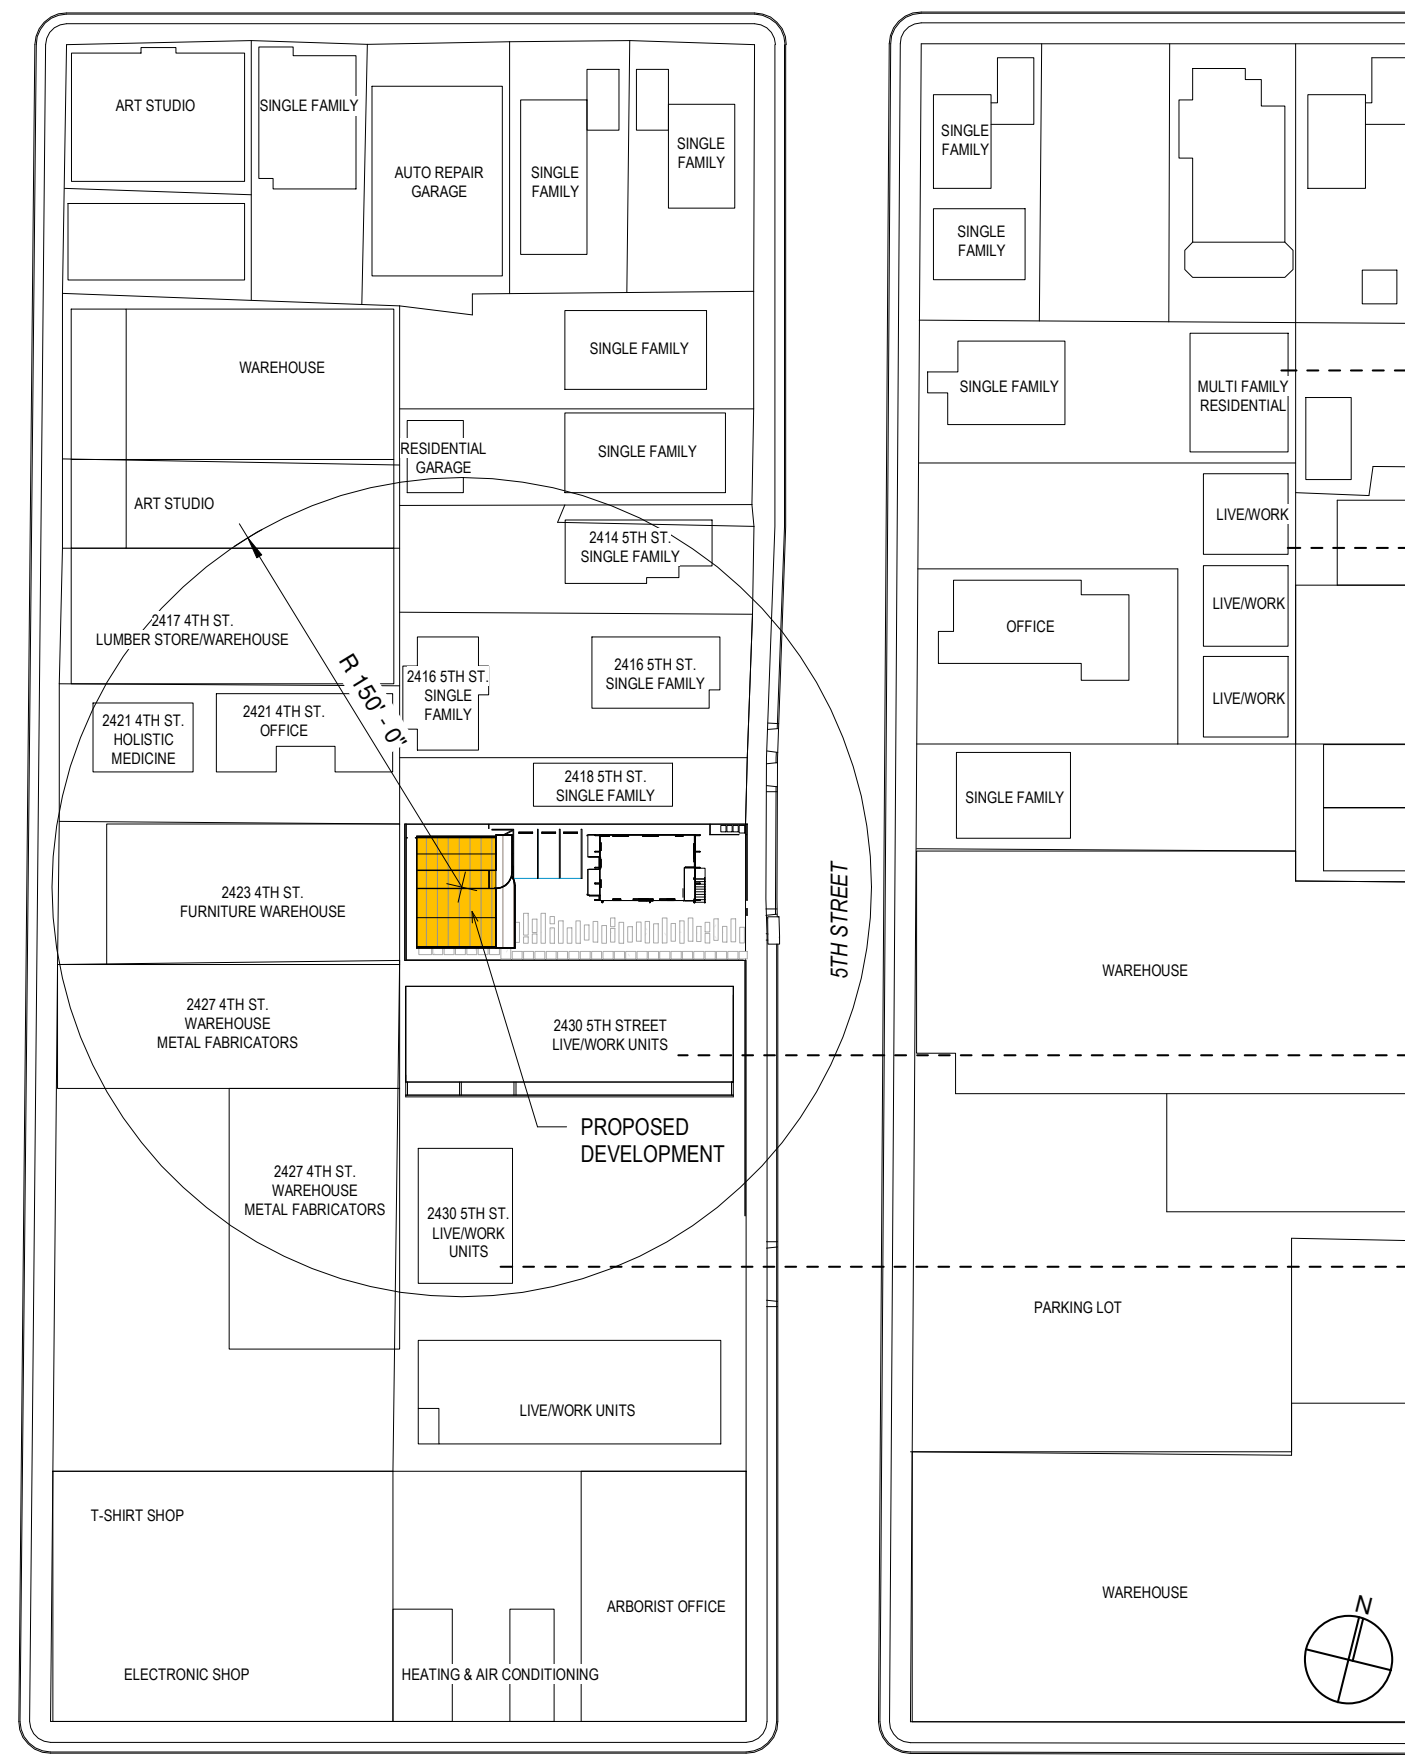 ART STUDIO
SINGLE FAMILY
AUTO REPAIR
GARAGE
SINGLE
FAMILY
SINGLE
FAMILY
WAREHOUSE
SINGLE FAMILY
RESIDENTIAL
GARAGE
SINGLE FAMILY
ART STUDIO
2414 5TH ST.
SINGLE FAMILY
2417 4TH ST.
LUMBER STORE/WAREHOUSE
R 150' - 0"
2416 5TH ST.
SINGLE
FAMILY
2416 5TH ST.
SINGLE FAMILY
2421 4TH ST.
HOLISTIC
MEDICINE
2421 4TH ST.
OFFICE
2418 5TH ST.
SINGLE FAMILY
2423 4TH ST.
FURNITURE WAREHOUSE
2427 4TH ST.
WAREHOUSE
METAL FABRICATORS
2430 5TH STREET
LIVE/WORK UNITS
PROPOSED
DEVELOPMENT
2427 4TH ST.
WAREHOUSE
METAL FABRICATORS
2430 5TH ST.
LIVE/WORK
UNITS
LIVE/WORK UNITS
T-SHIRT SHOP
ARBORIST OFFICE
ELECTRONIC SHOP
HEATING & AIR CONDITIONING
5TH STREET
SINGLE
FAMILY
SINGLE
FAMILY
SINGLE FAMILY
MULTI FAMILY
RESIDENTIAL
LIVE/WORK
OFFICE
LIVE/WORK
LIVE/WORK
SINGLE FAMILY
WAREHOUSE
PARKING LOT
WAREHOUSE
N